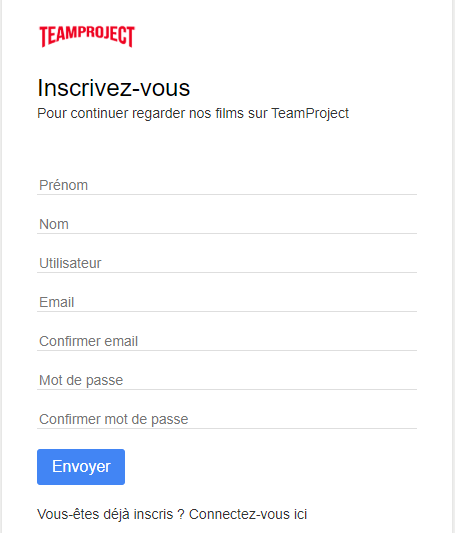 TEAMPROJECT
Inscrivez-vous
Pour continuer regarder nos films sur TeamProject
Prénom
Nom
Utilisateur
Email
Confirmer email
Mot de passe
Confirmer mot de passe
Envoyer
Vous-êtes déjà inscris ? Connectez-vous ici